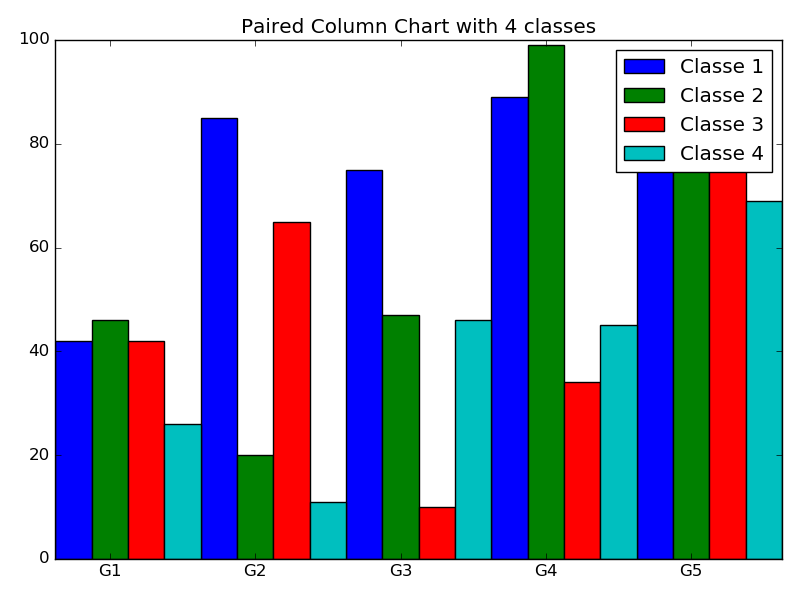 Paired Column Chart with 4 classes
100
80
60
40
20
0
Classe 1
Classe 2
Classe 3
Classe 4
G1 G2 G3 G4 G5